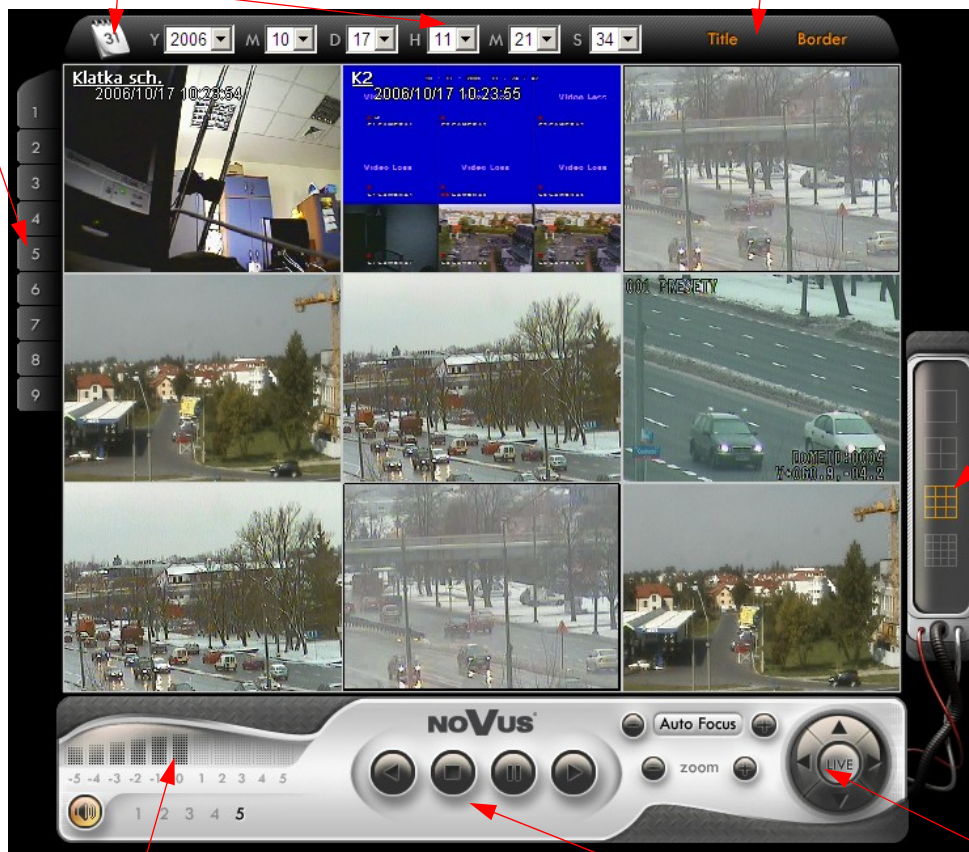 31 Y 2006 M 10 D 17 H 11 M 21 S 34 Title Border
Klatka sch.
2006/10/17 10:23:54
K2
2006/10/17 10:23:55
Video Loss
Video Loss Video Loss Video Loss
1
2
3
4
5
6
7
8
9
001 PRESETY
NOVUS
Auto Focus
zoom
LIVE
-5 -4 -3 -2 -1 0 1 2 3 4 5
1 2 3 4 5